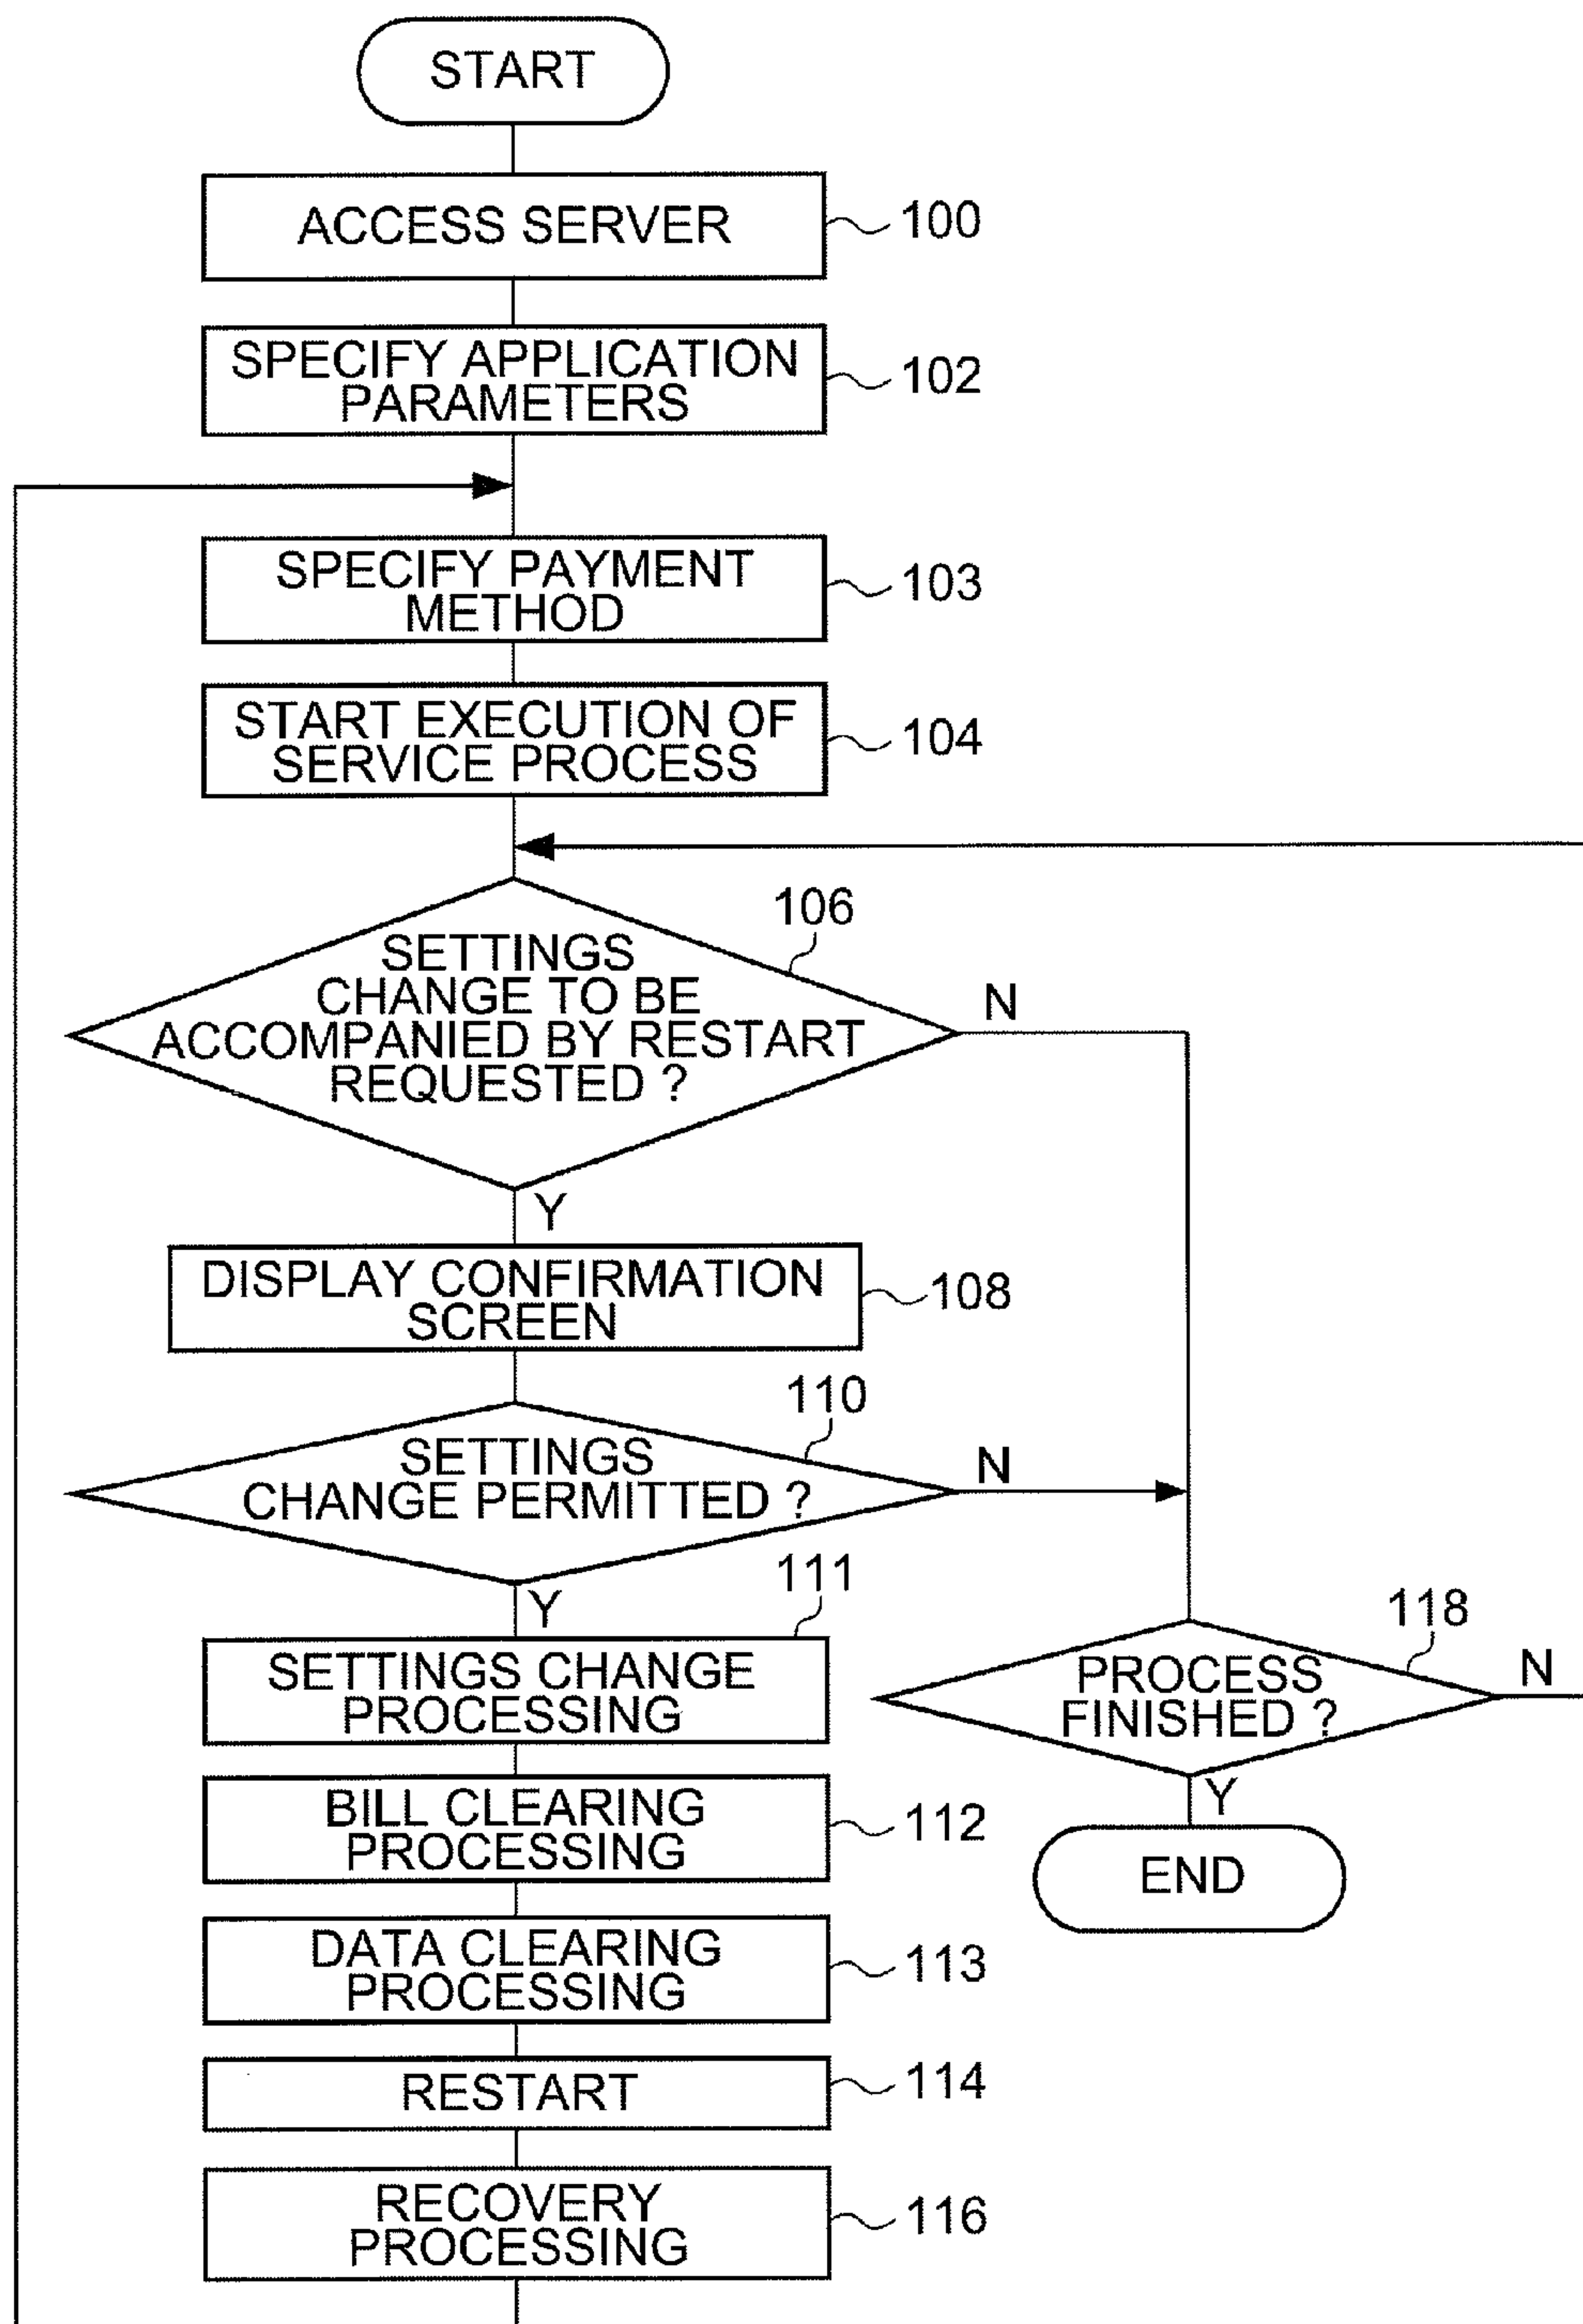 START
ACCESS SERVER
100
SPECIFY APPLICATION
PARAMETERS
102
SPECIFY PAYMENT
METHOD
103
START EXECUTION OF
SERVICE PROCESS
104
106
SETTINGS
CHANGE TO BE
ACCOMPANIED BY RESTART
REQUESTED ?
N
Y
DISPLAY CONFIRMATION
SCREEN
108
110
SETTINGS
CHANGE PERMITTED ?
N
Y
111
SETTINGS CHANGE
PROCESSING
118
PROCESS
FINISHED ?
N
Y
BILL CLEARING
PROCESSING
112
END
DATA CLEARING
PROCESSING
113
RESTART
114
RECOVERY
PROCESSING
116